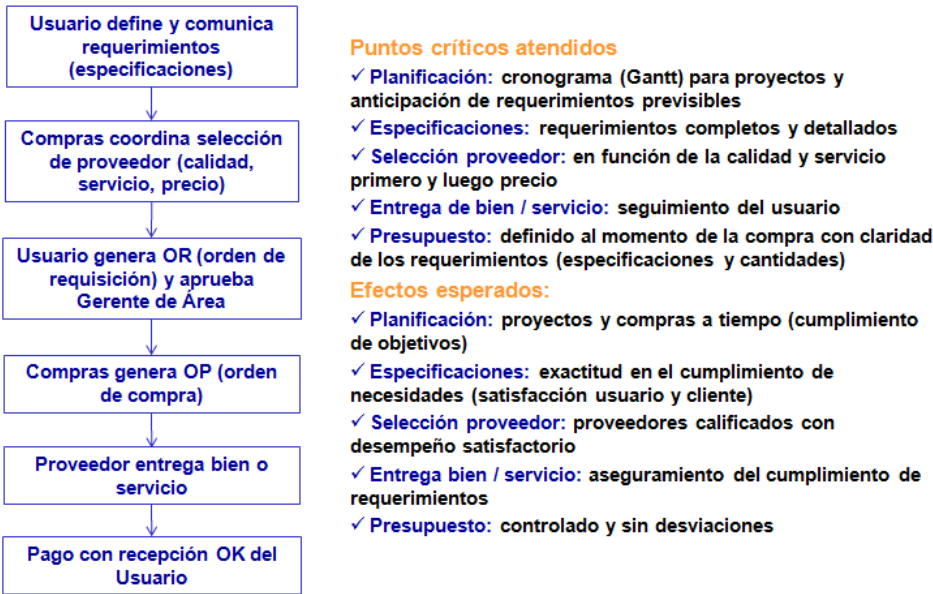 Usuario define y comunica
requerimientos
(especificaciones)
Compras coordina selección
de proveedor (calidad,
servicio, precio)
Usuario genera OR (orden de
requisición) y aprueba
Gerente de Área
Compras genera OP (orden
de compra)
Proveedor entrega bien o
servicio
Pago con recepción OK del
Usuario
Puntos críticos atendidos
✓ Planificación: cronograma (Gantt) para proyectos y
anticipación de requerimientos previsibles
✓ Especificaciones: requerimientos completos y detallados
✓ Selección proveedor: en función de la calidad y servicio
primero y luego precio
✓ Entrega de bien / servicio: seguimiento del usuario
✓ Presupuesto: definido al momento de la compra con claridad
de los requerimientos (especificaciones y cantidades)
Efectos esperados:
✓ Planificación: proyectos y compras a tiempo (cumplimiento
de objetivos)
✓ Especificaciones: exactitud en el cumplimiento de
necesidades (satisfacción usuario y cliente)
✓ Selección proveedor: proveedores calificados con
desempeño satisfactorio
✓ Entrega bien / servicio: aseguramiento del cumplimiento de
requerimientos
✓ Presupuesto: controlado y sin desviaciones